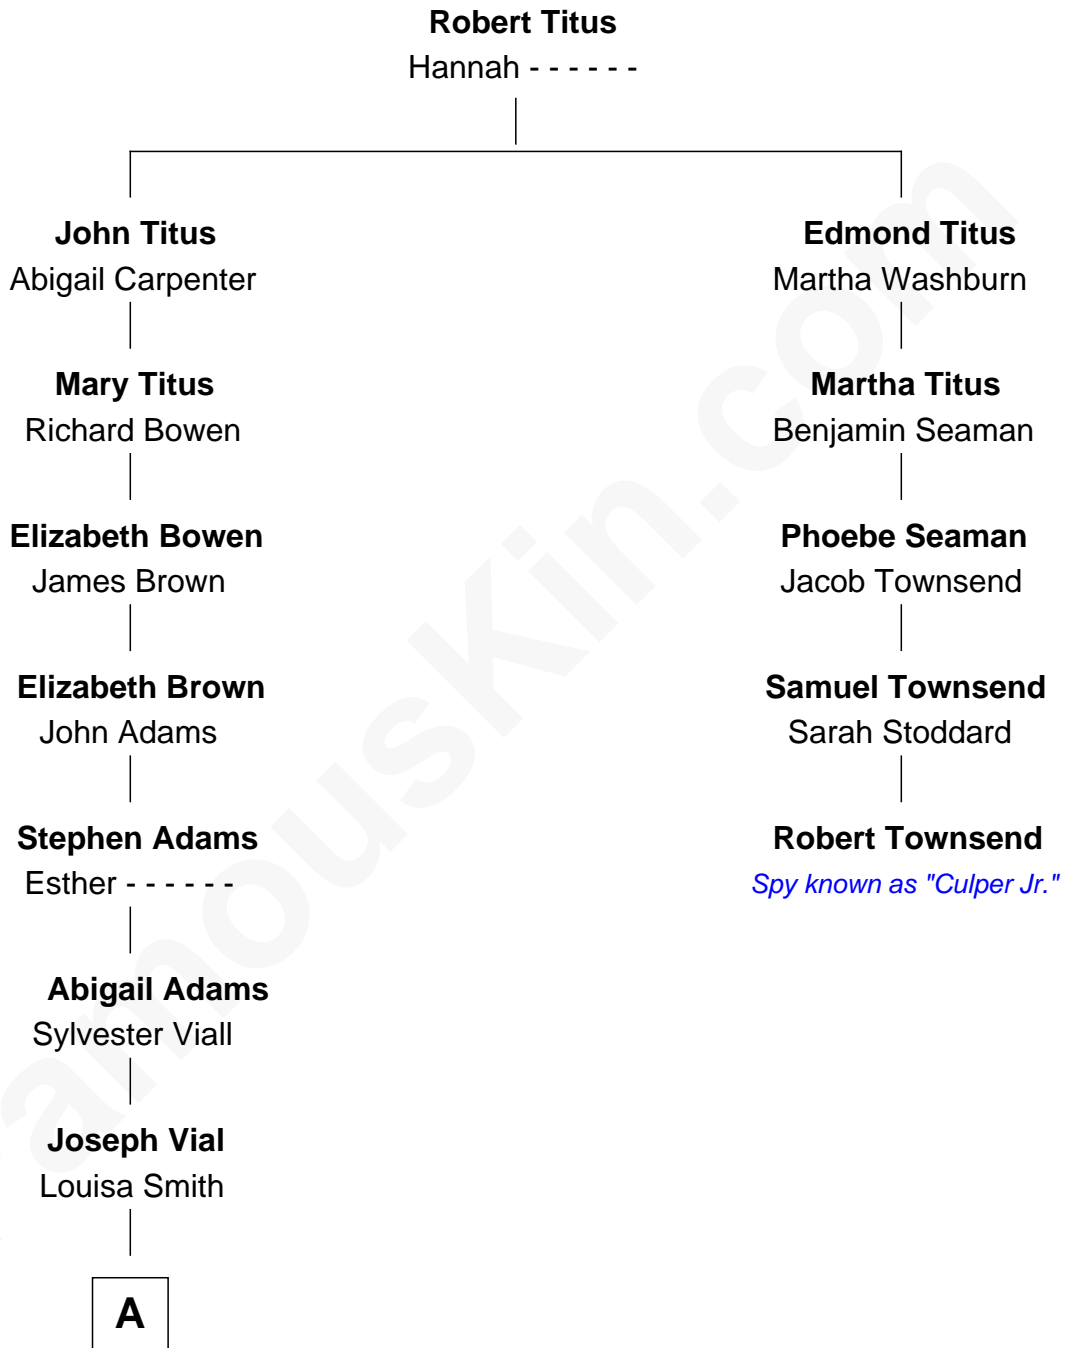 Robert Titus
Hannah - - - - - -
John Titus
Abigail Carpenter
Edmond Titus
Martha Washburn
Mary Titus
Richard Bowen
Martha Titus
Benjamin Seaman
Elizabeth Bowen
James Brown
Phoebe Seaman
Jacob Townsend
Elizabeth Brown
John Adams
Samuel Townsend
Sarah Stoddard
Stephen Adams
Esther - - - - - -
Robert Townsend
Spy known as "Culper Jr."
Abigail Adams
Sylvester Viall
Joseph Vial
Louisa Smith
A
amouskin.com